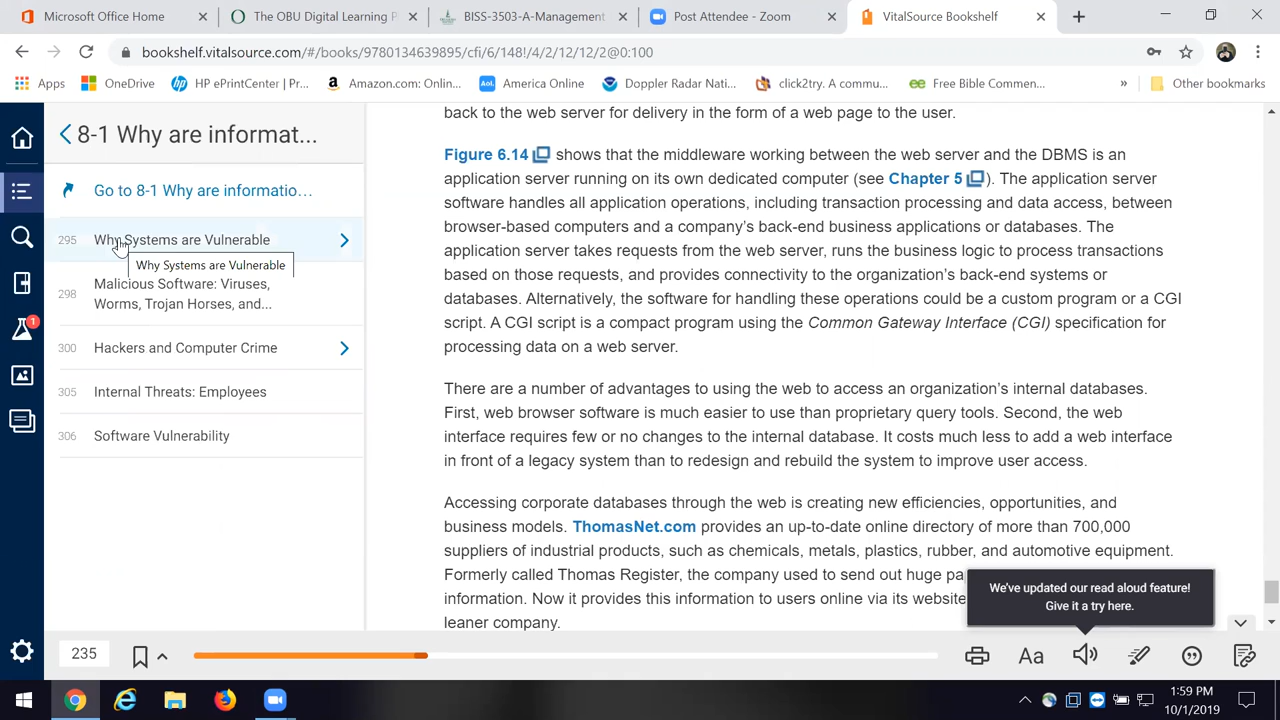 Microsoft Office Home
The OBU Digital Learning P
BISS-3503-A-Management
Post Attendee - Zoom
VitalSource Bookshelf
bookshelf.vitalsource.com/#/books/9780134639895/cfi/6/148!/4/2/12/12/2@0:100
Apps
OneDrive
HP ePrintCenter | Pr...
Amazon.com: Onlin...
Aol.
America Online
Doppler Radar Nati...
click2try. A commu...
Free Bible Commen...
»
Other bookmarks
8-1 Why are informat...
Go to 8-1 Why are informatio...
295 Why Systems are Vulnerable
Why Systems are Vulnerable
298 Malicious Software: Viruses,
Worms, Trojan Horses, and...
300 Hackers and Computer Crime
305 Internal Threats: Employees
306 Software Vulnerability
1
back to the web server for delivery in the form of a web page to the user.
Figure 6.14 shows that the middleware working between the web server and the DBMS is an
application server running on its own dedicated computer (see Chapter 5). The application server
software handles all application operations, including transaction processing and data access, between
browser-based computers and a company's back-end business applications or databases. The
application server takes requests from the web server, runs the business logic to process transactions
based on those requests, and provides connectivity to the organization's back-end systems or
databases. Alternatively, the software for handling these operations could be a custom program or a CGI
script. A CGI script is a compact program using the Common Gateway Interface (CGI) specification for
processing data on a web server.
There are a number of advantages to using the web to access an organization's internal databases.
First, web browser software is much easier to use than proprietary query tools. Second, the web
interface requires few or no changes to the internal database. It costs much less to add a web interface
in front of a legacy system than to redesign and rebuild the system to improve user access.
Accessing corporate databases through the web is creating new efficiencies, opportunities, and
business models. ThomasNet.com provides an up-to-date online directory of more than 700,000
suppliers of industrial products, such as chemicals, metals, plastics, rubber, and automotive equipment.
Formerly called Thomas Register, the company used to send out huge pa
information. Now it provides this information to users online via its website
leaner company.
We've updated our read aloud feature!
Give it a try here.
235
Aa
1:59 PM
10/1/2019